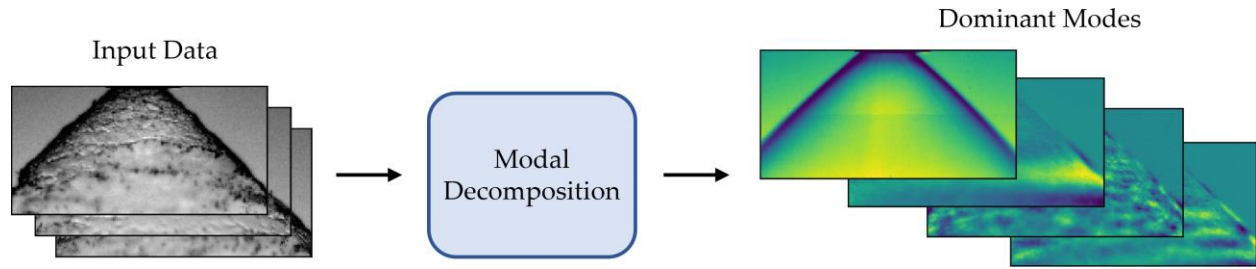 Input Data
Modal
Decomposition
Dominant Modes